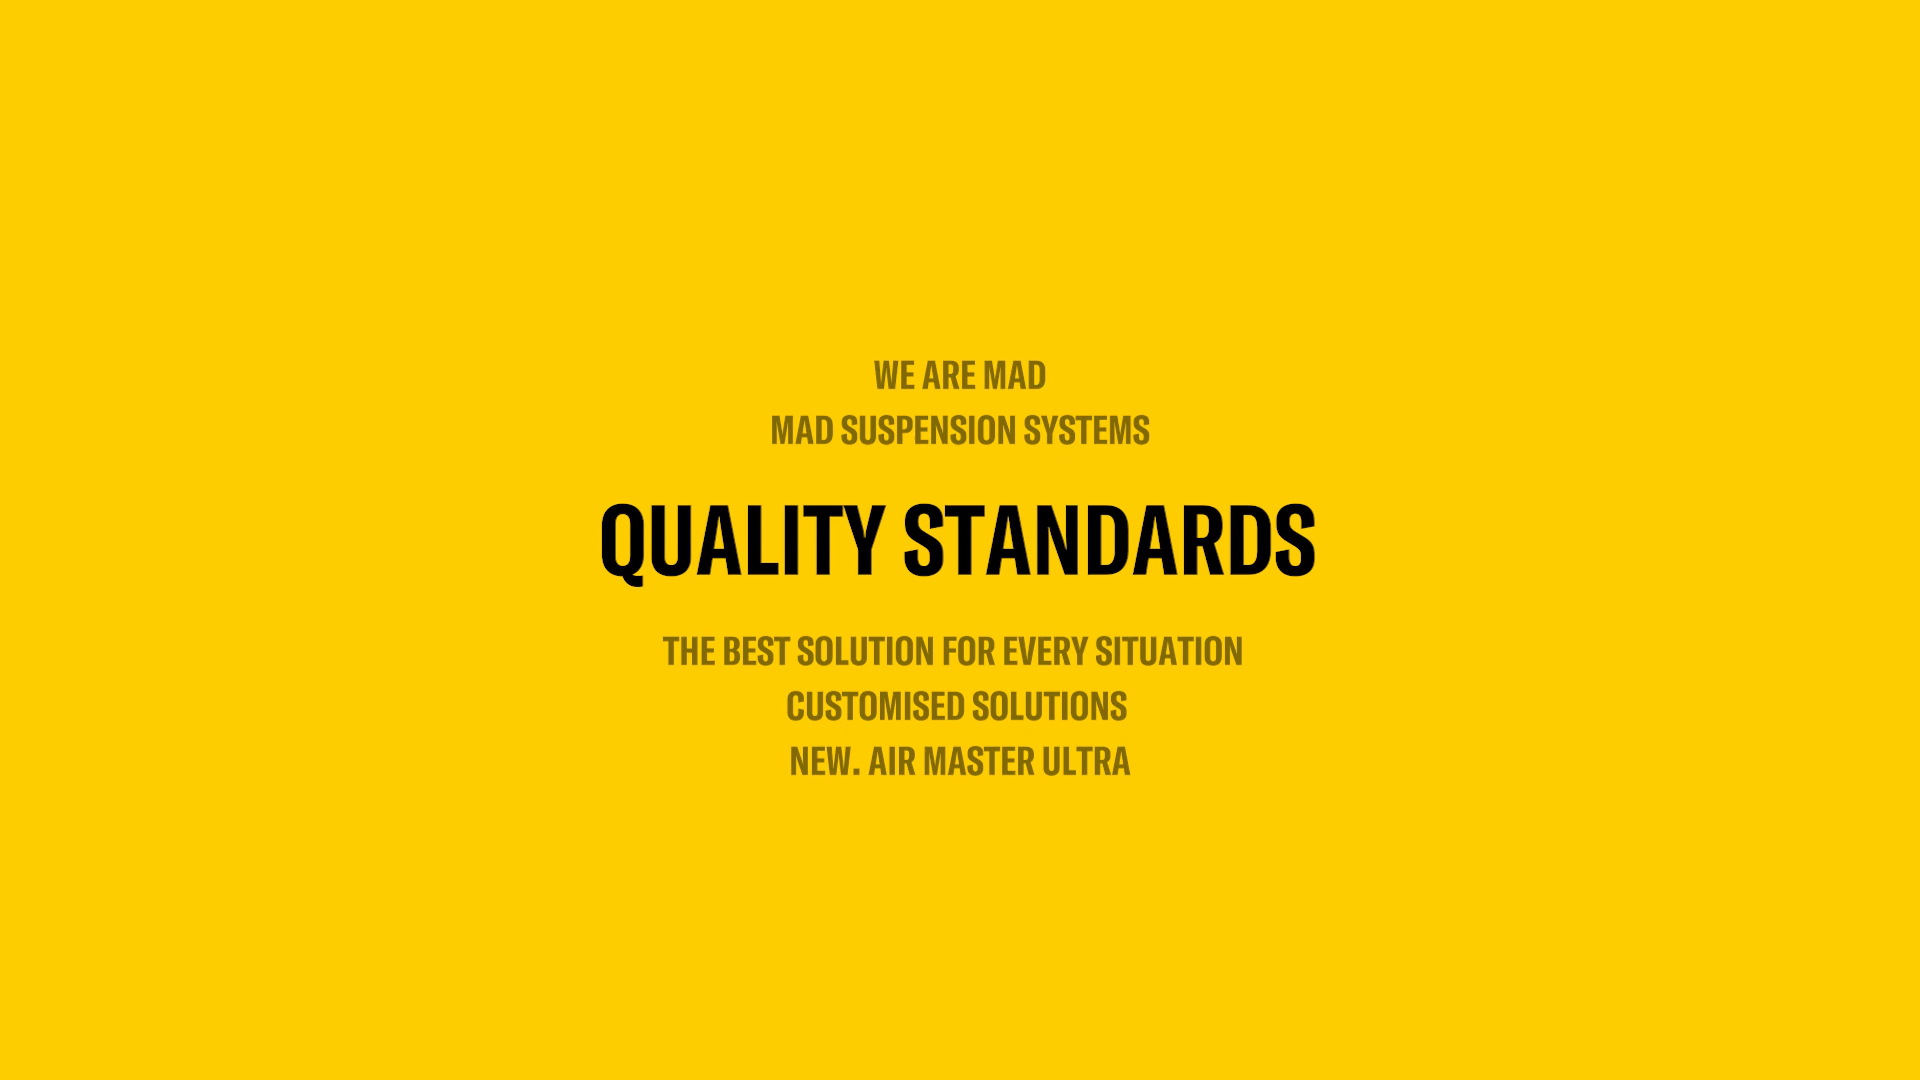 WE ARE MAD
MAD SUSPENSION SYSTEMS
QUALITY STANDARDS
THE BEST SOLUTION FOR EVERY SITUATION
CUSTOMISED SOLUTIONS
NEW. AIR MASTER ULTRA